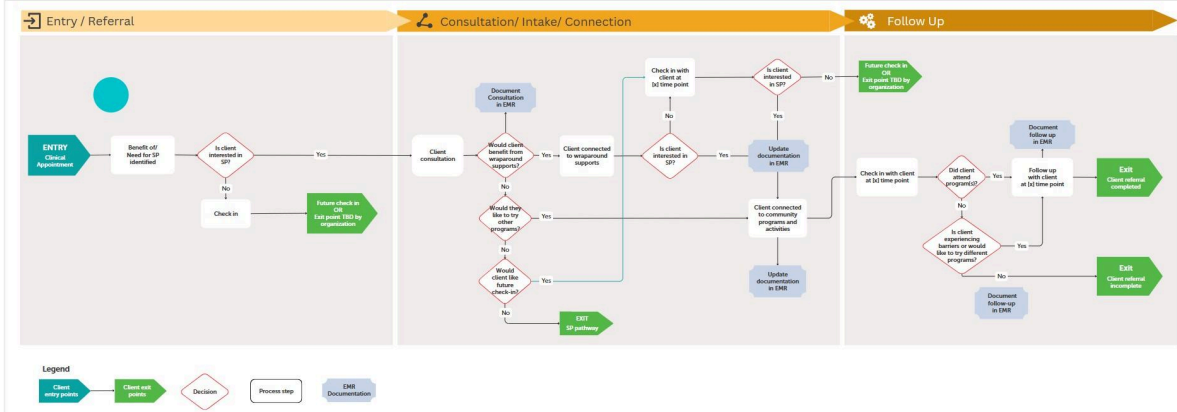 Entry / Referral
Consultation/ Intake/ Connection
Follow Up
ENTRY
Clinical
Appointment
Benefit of/
Need for SP
identified
Is client
interested in
SP?
Yes
No
Check in
Future check in
OR
Exit point TBD by
organization
Client
consultation
Document
Consultation
in EMR
Would client
benefit from
wraparound
supports?
Yes
No
Client connected
to wraparound
supports
Is client
interested in
SP?
No
Yes
Check in with
client at
[x] time point
Is client
interested
in SP?
No
Yes
Future check in
OR
Exit point TBD by
organization
Update
documentation
in EMR
Would they
like to try
other
programs?
Yes
No
Client connected
to community
programs and
activities
Update
documentation
in EMR
Would
client like
future
check-in?
Yes
No
EXIT
SP pathway
Check in with client
at [x] time point
Did client
attend
program(s)?
Yes
No
Document
follow up
in EMR
Follow up
with client
at [x] time point
Exit
Client referral
completed
Is client
experiencing
barriers or would
like to try different
programs?
Yes
No
Document
follow-up
in EMR
Exit
Client referral
incomplete
Legend
Client
entry points
Client exit
points
Decision
Process step
EMR
Documentation